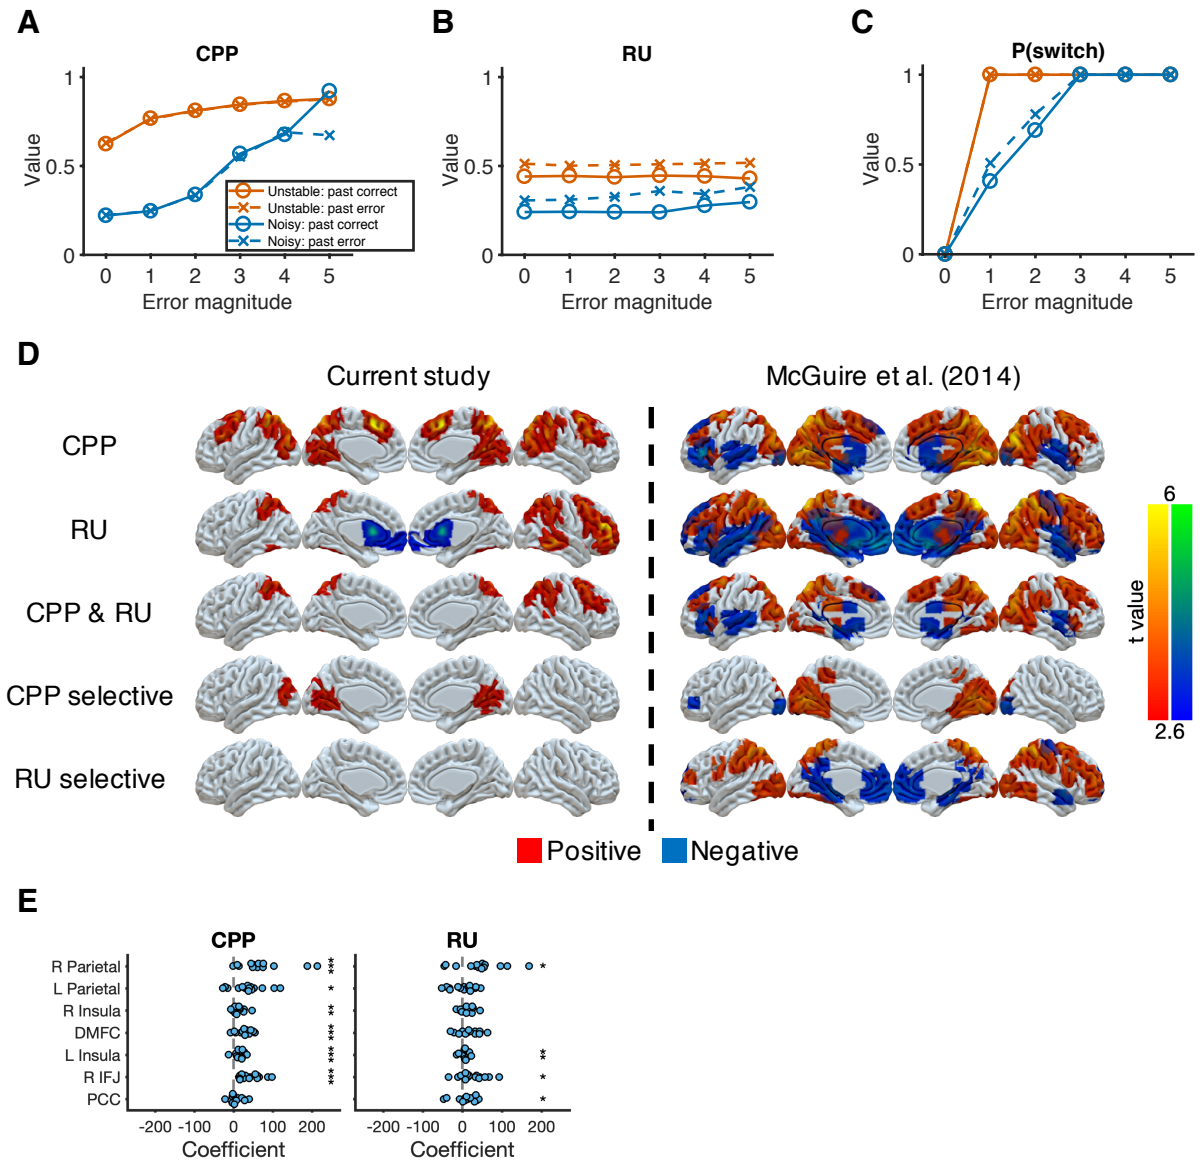 A
B
C
CPP
RU
P(switch)
1
0.5
0
Value
0 1 2 3 4 5
Error magnitude
Unstable: past correct
Unstable: past error
Noisy: past correct
Noisy: past error
1
0.5
0
Value
0 1 2 3 4 5
Error magnitude
1
0.5
0
Value
0 1 2 3 4 5
Error magnitude
D
Current study
McGuire et al. (2014)
CPP
RU
CPP & RU
CPP selective
RU selective
6
t value
2.6
Positive
Negative
E
CPP
RU
R Parietal
* * *
*
L Parietal
*
R Insula
* *
DMFC
* * *
L Insula
* * *
* *
R IFJ
* * *
*
PCC
*
-200 -100 0 100 200
-200 -100 0 100 200
Coefficient
Coefficient